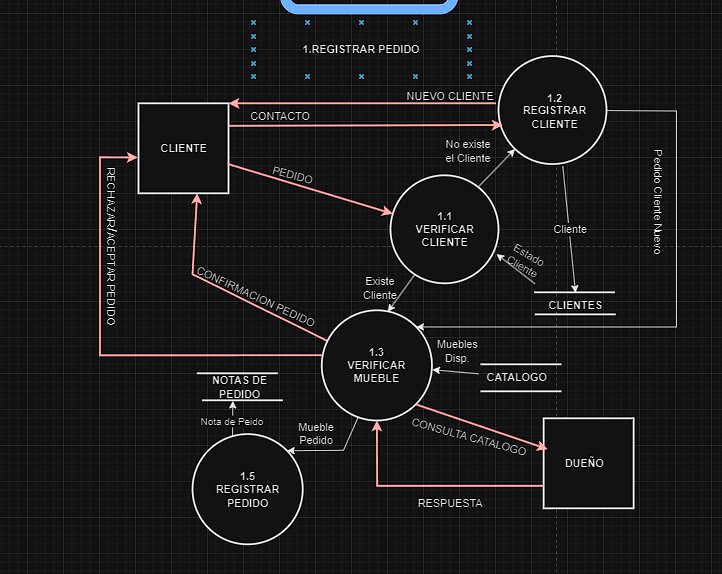 1.REGISTRAR PEDIDO
NUEVO CLIENTE
CONTACTO
1.2
REGISTRAR
CLIENTE
CLIENTE
No existe
el Cliente
PEDIDO
1.1
VERIFICAR
CLIENTE
Pedido Cliente Nuevo
RECHAZAR/ACEPTAR PEDIDO
Cliente
Estado
Cliente
CONFIRMACION PEDIDO
Existe
Cliente
CLIENTES
1.3
VERIFICAR
MUEBLE
Muebles
Disp.
CATALOGO
NOTAS DE
PEDIDO
Nota de Peido
Mueble
Pedido
CONSULTA CATALOGO
1.5
REGISTRAR
PEDIDO
DUEÑO
RESPUESTA